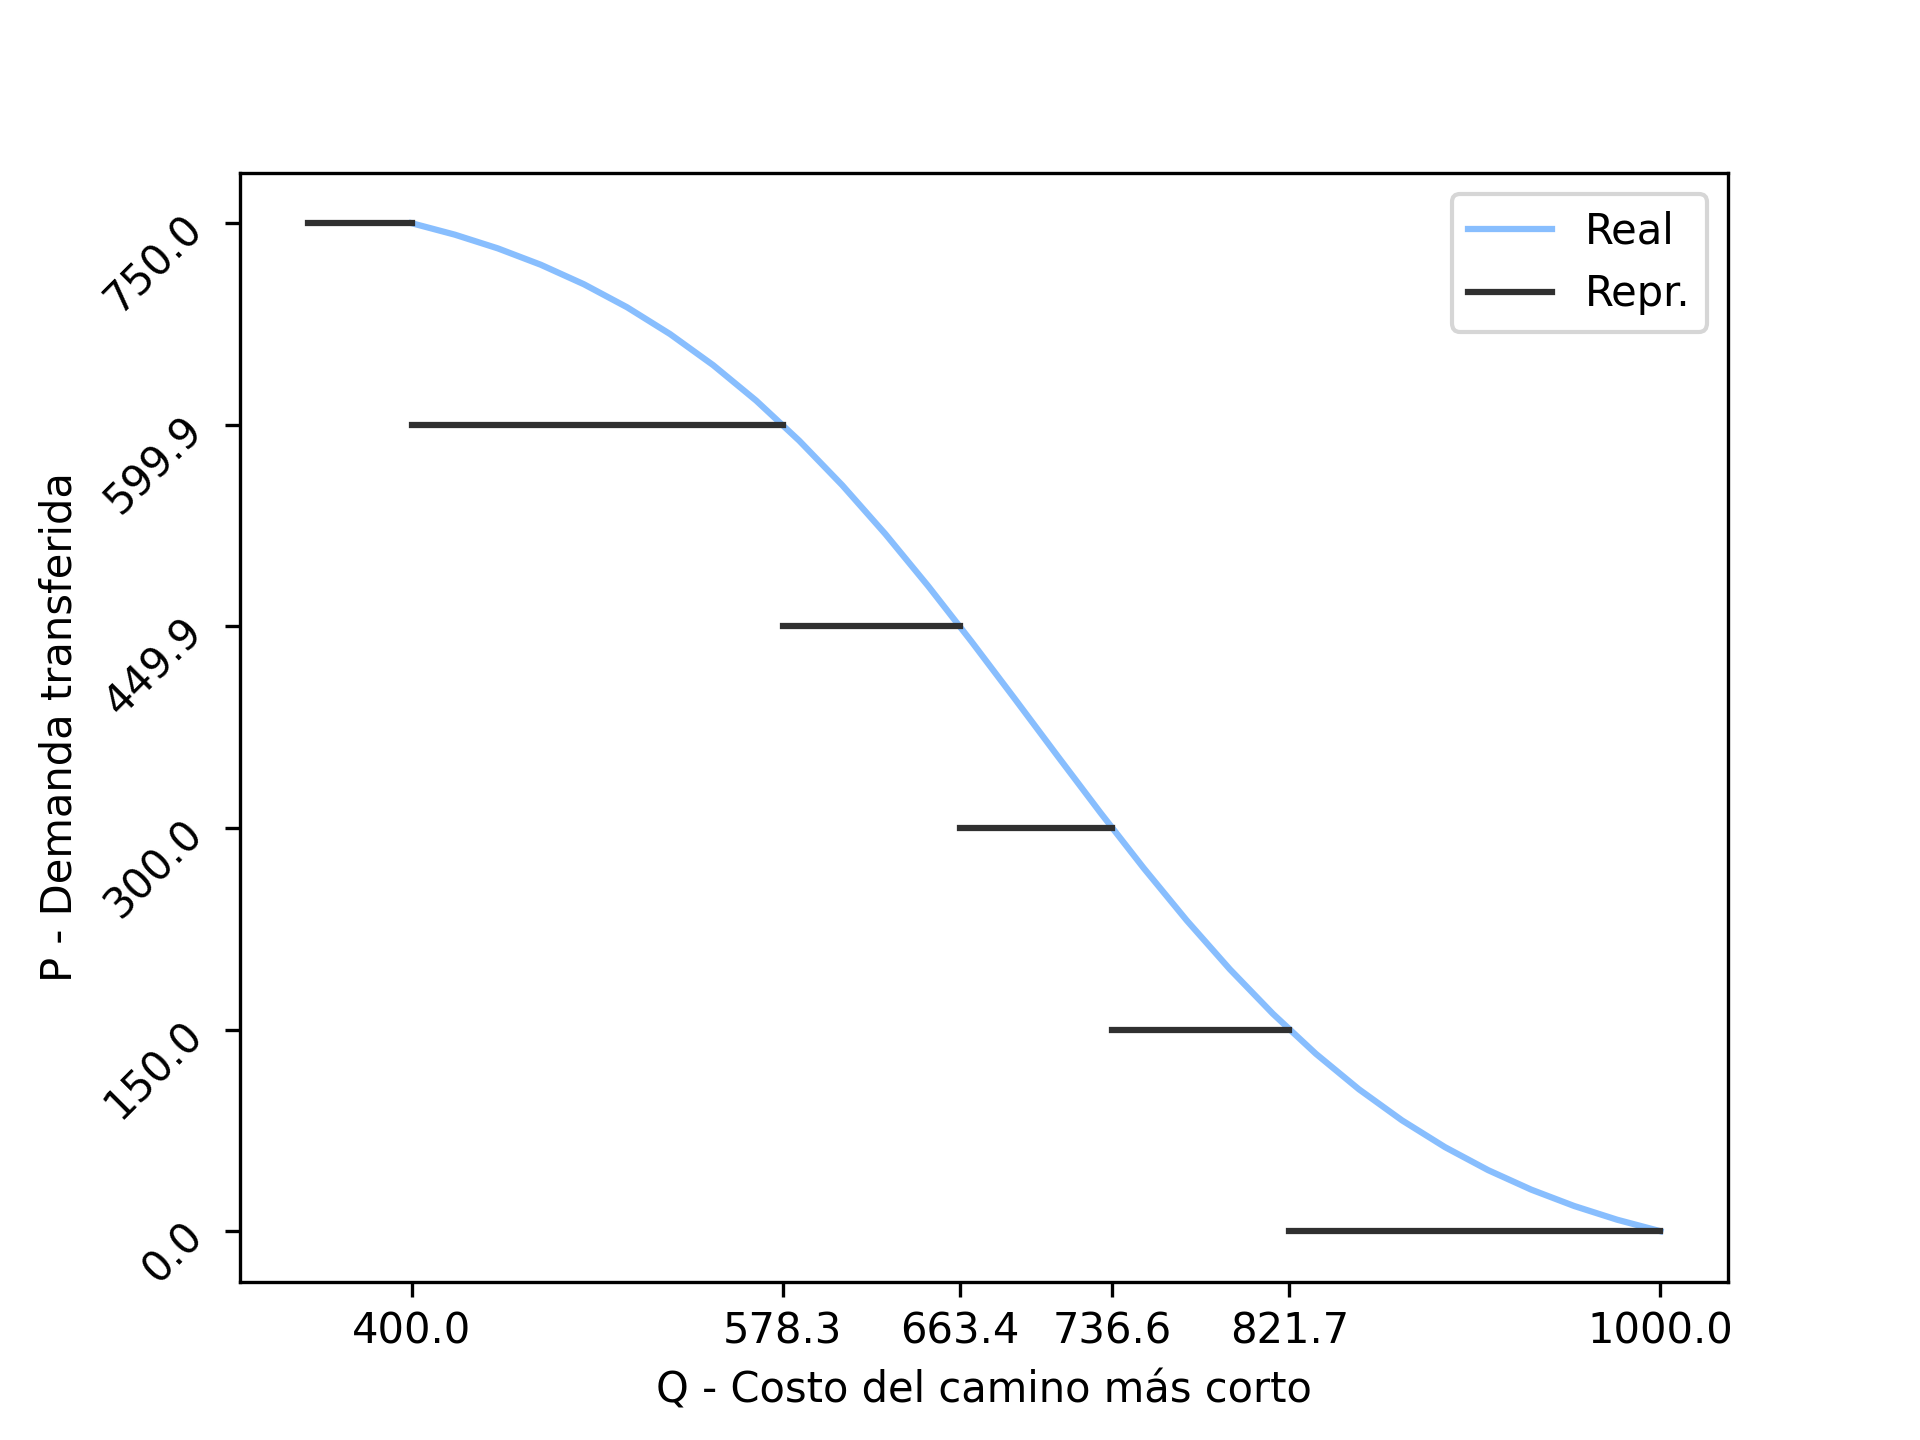 Real
Repr.
P - Demanda transferida
750.0
599.9
449.9
300.0
150.0
0.0
400.0 578.3 663.4 736.6 821.7 1000.0
Q - Costo del camino más corto